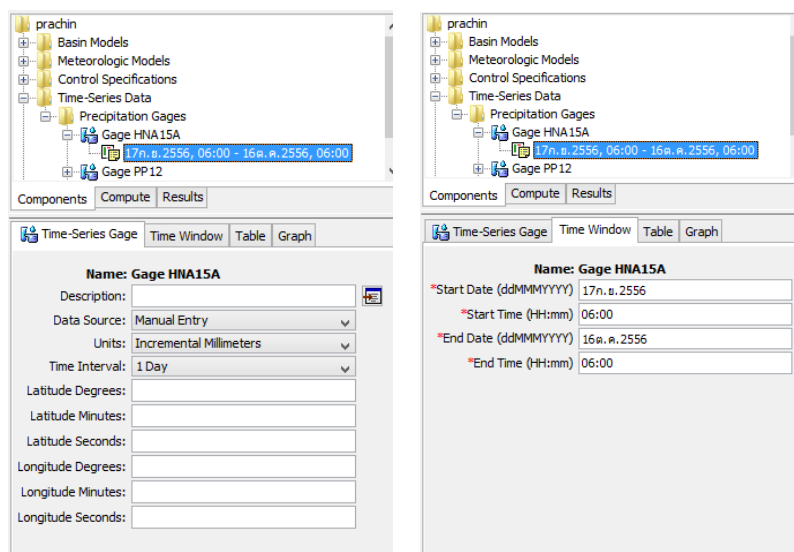 prachin
Basin Models
Meteorologic Models
Control Specifications
Time-Series Data
Precipitation Gages
Gage HNA15A
17ก.ย.2556, 06:00 - 16ต.ค.2556, 06:00
Gage PP12
Components Compute Results
Time-Series Gage Time Window Table Graph
Name: Gage HNA15A
Description:
Data Source: Manual Entry
Units: Incremental Millimeters
Time Interval: 1 Day
Latitude Degrees:
Latitude Minutes:
Latitude Seconds:
Longitude Degrees:
Longitude Minutes:
Longitude Seconds:
prachin
Basin Models
Meteorologic Models
Control Specifications
Time-Series Data
Precipitation Gages
Gage HNA15A
17ก.ย.2556, 06:00 - 16ต.ค.2556, 06:00
Gage PP12
Components Compute Results
Time-Series Gage Time Window Table Graph
Name: Gage HNA15A
*Start Date (ddMMMYYYY) 17ก.ย.2556
*Start Time (HH:mm) 06:00
*End Date (ddMMMYYYY) 16ต.ค.2556
*End Time (HH:mm) 06:00